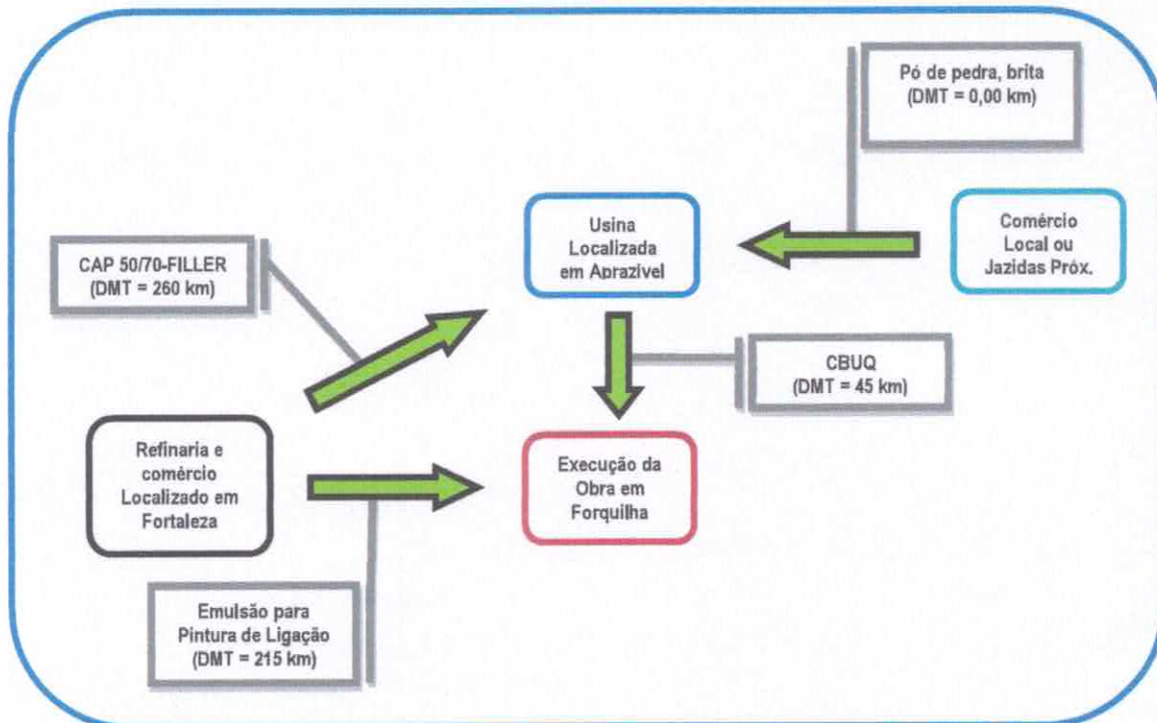 Pó de pedra, brita
(DMT = 0,00 km)
Usina
Localizada
em Aprazível
Comércio
Local ou
Jazidas Próx.
CAP 50/70-FILLER
(DMT = 260 km)
CBUQ
(DMT = 45 km)
Refinaria e
comércio
Localizado em
Fortaleza
Execução da
Obra em
Forquilha
Emulsão para
Pintura de Ligação
(DMT = 215 km)